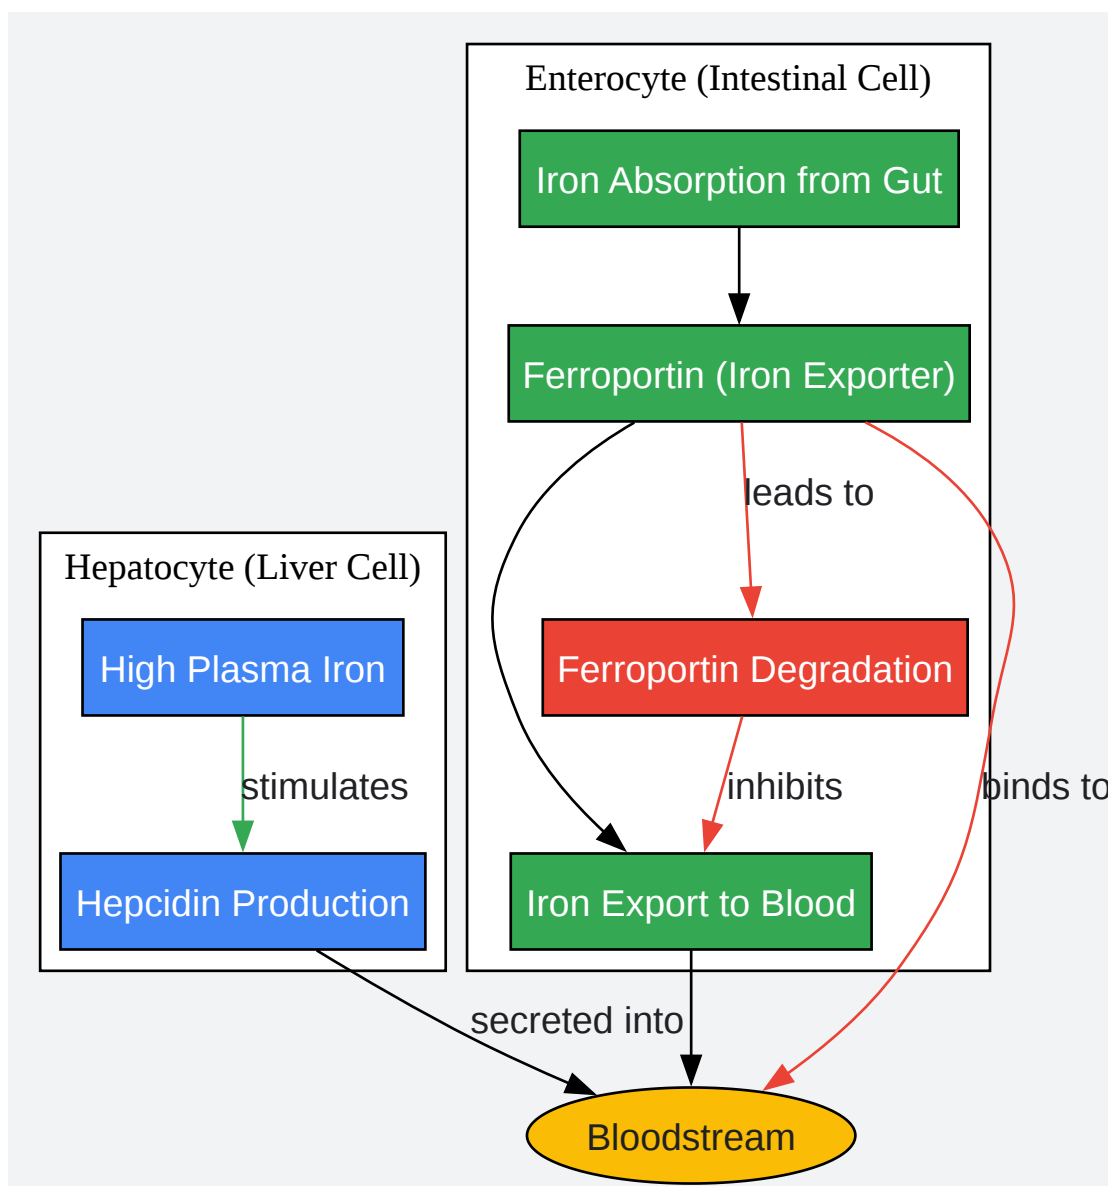 Enterocyte (Intestinal Cell)
Iron Absorption from Gut
Ferroportin (Iron Exporter)
leads to
Hepatocyte (Liver Cell)
High Plasma Iron
Ferroportin Degradation
stimulates
inhibits
binds to
Hepcidin Production
Iron Export to Blood
secreted into
Bloodstream